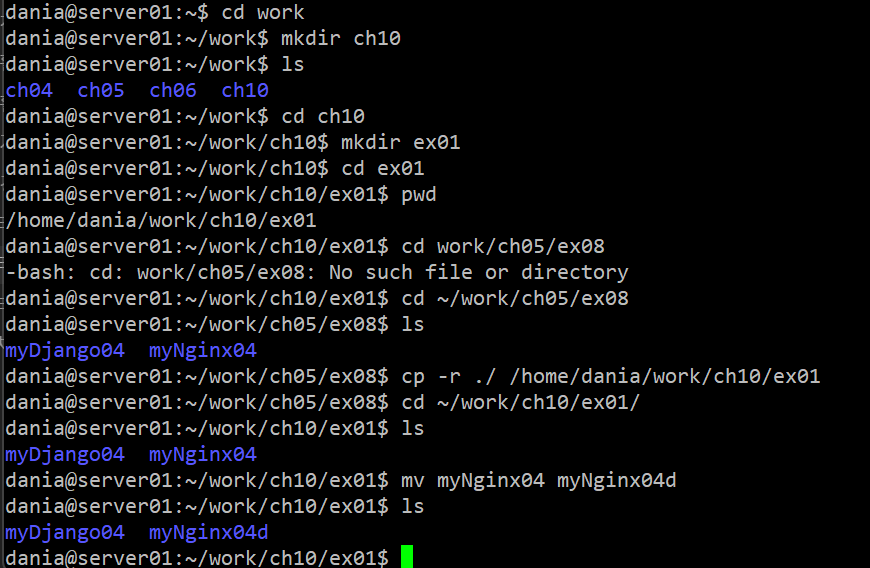 dania@server01:~$ cd work
dania@server01:~/work$ mkdir ch10
dania@server01:~/work$ ls
ch04  ch05  ch06  ch10
dania@server01:~/work$ cd ch10
dania@server01:~/work/ch10$ mkdir ex01
dania@server01:~/work/ch10$ cd ex01
dania@server01:~/work/ch10/ex01$ pwd
/home/dania/work/ch10/ex01
dania@server01:~/work/ch10/ex01$ cd work/ch05/ex08
-bash: cd: work/ch05/ex08: No such file or directory
dania@server01:~/work/ch10/ex01$ cd ~/work/ch05/ex08
dania@server01:~/work/ch05/ex08$ ls
myDjango04  myNginx04
dania@server01:~/work/ch05/ex08$ cp -r ./ /home/dania/work/ch10/ex01
dania@server01:~/work/ch05/ex08$ cd ~/work/ch10/ex01/
dania@server01:~/work/ch10/ex01$ ls
myDjango04  myNginx04
dania@server01:~/work/ch10/ex01$ mv myNginx04 myNginx04d
dania@server01:~/work/ch10/ex01$ ls
myDjango04  myNginx04d
dania@server01:~/work/ch10/ex01$